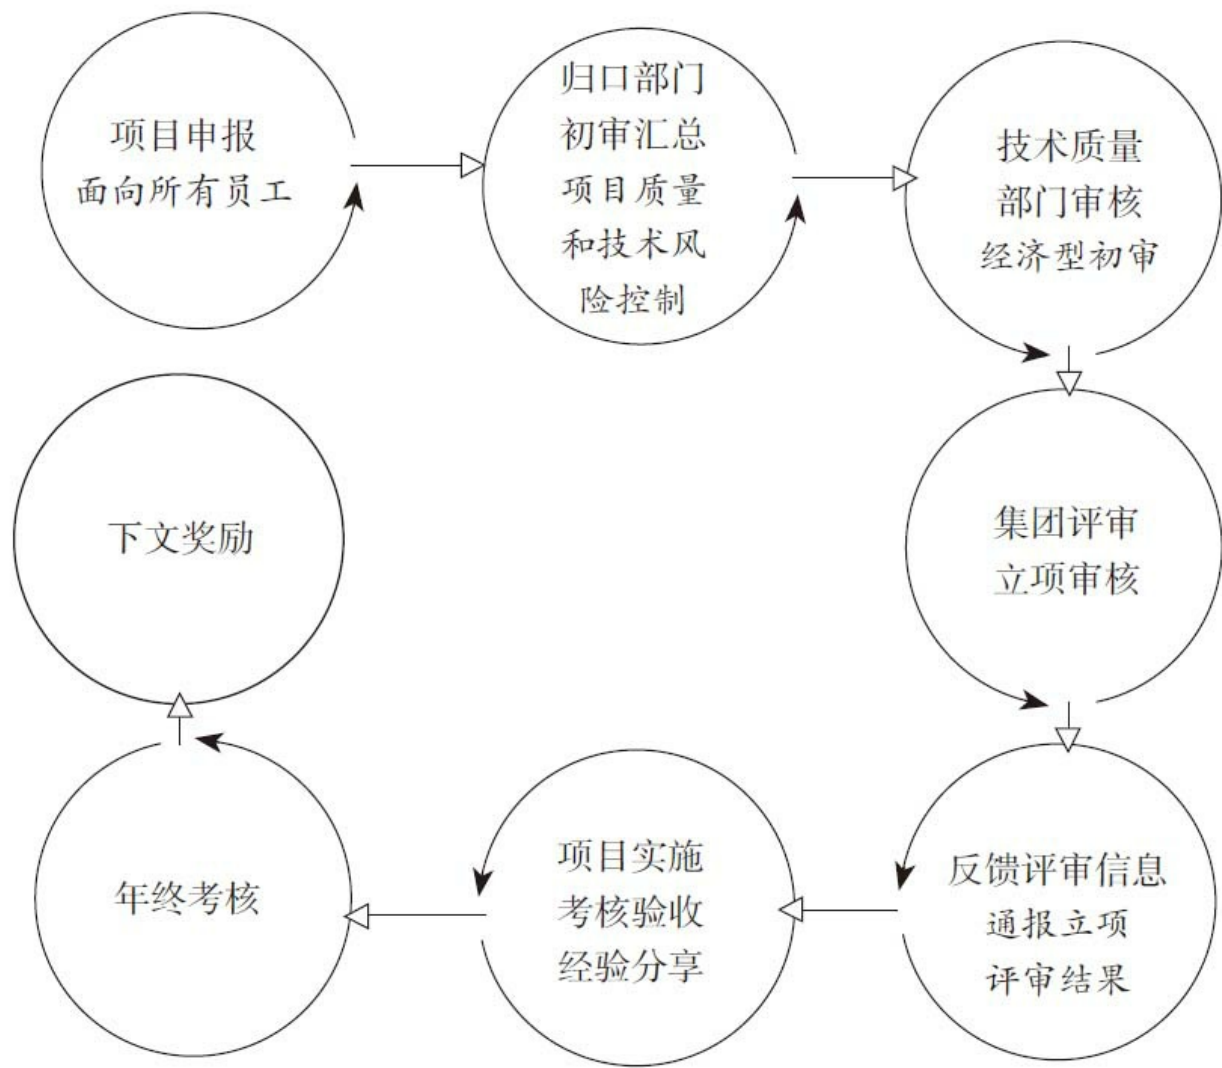 项目申报
面向所有员工
归口部门
初审汇总
项目质量
和技术风
险控制
技术质量
部门审核
经济型初审
集团评审
立项审核
反馈评审信息
通报立项
评审结果
项目实施
考核验收
经验分享
年终考核
下文奖励